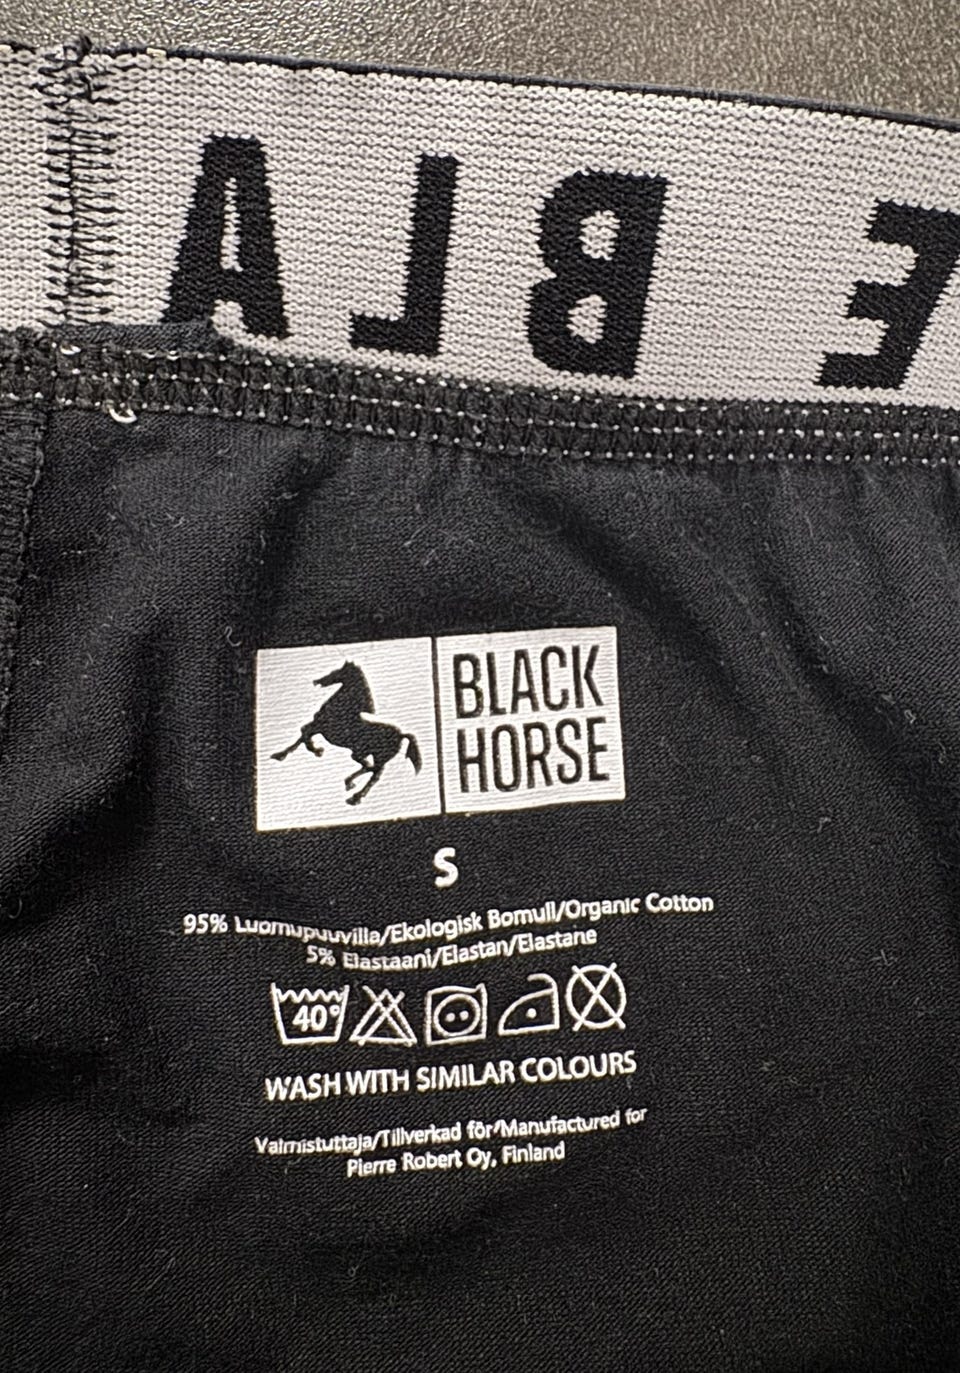 BLA
E
BLACK
HORSE
S
95% Luomupuuvilla/Ekologisk Bomull/Organic Cotton
5% Elastaani/Elastan/Elastane
40°
WASH WITH SIMILAR COLOURS
Valmistuttaja/Tillverkad för/Manufactured for
Pierre Robert Oy, Finland